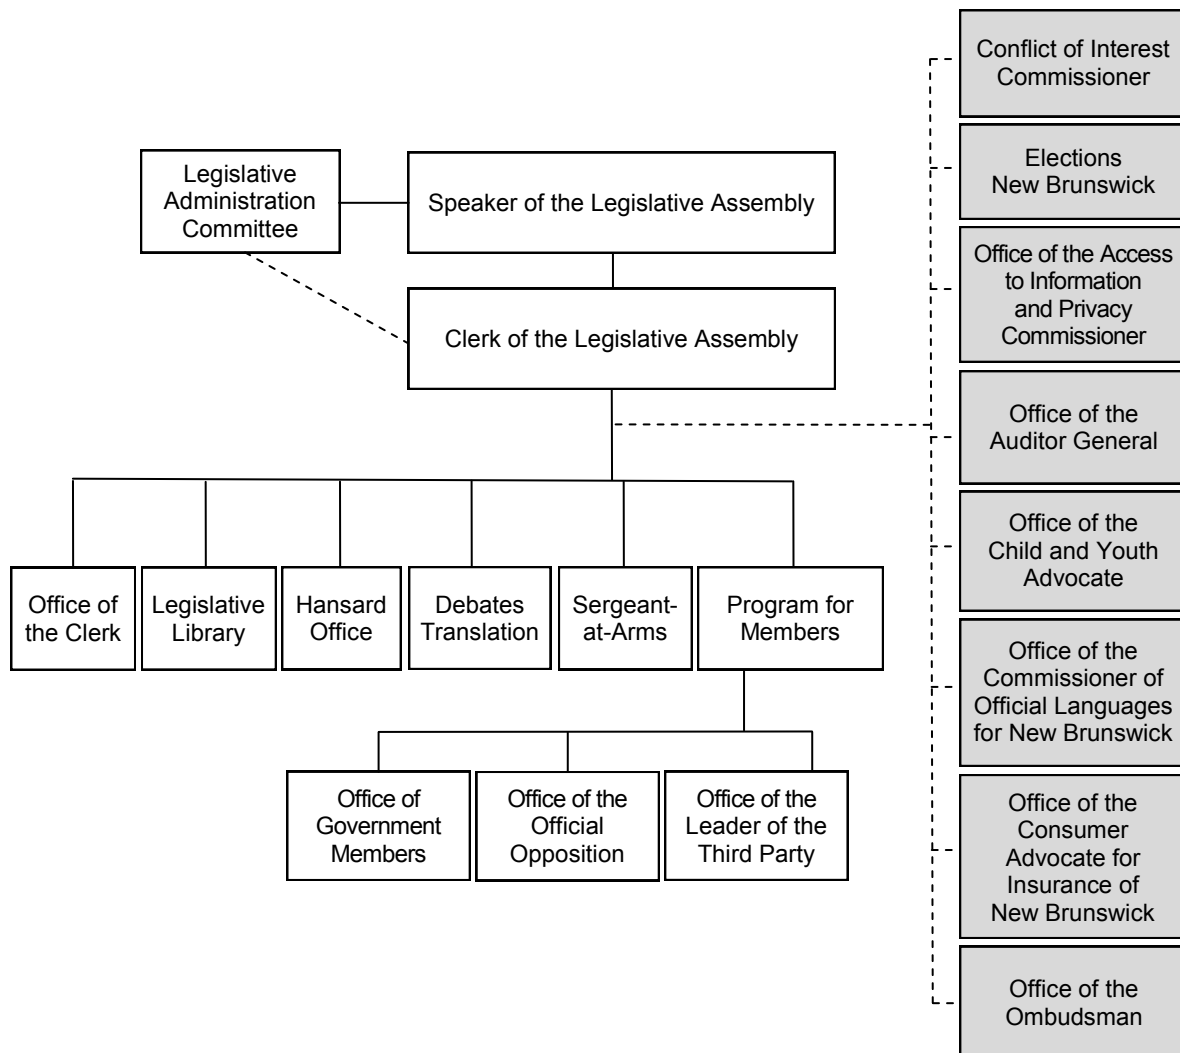 Conflict of Interest
Commissioner
Elections
New Brunswick
Legislative
Administration
Committee
Speaker of the Legislative Assembly
Office of the Access
to Information
and Privacy
Commissioner
Clerk of the Legislative Assembly
Office of the
Auditor General
Office of the
Child and Youth
Advocate
Office of
the Clerk
Legislative
Library
Hansard
Office
Debates
Translation
Sergeant-
at-Arms
Program for
Members
Office of the
Commissioner of
Official Languages
for New Brunswick
Office of
Government
Members
Office of the
Official
Opposition
Office of the
Leader of the
Third Party
Office of the
Consumer
Advocate for
Insurance of
New Brunswick
Office of the
Ombudsman